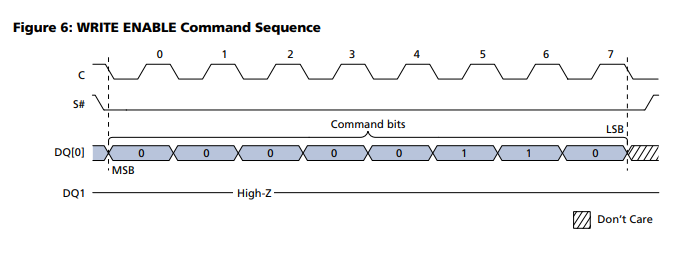 Figure 6: WRITE ENABLE Command Sequence
0 1 2 3 4 5 6 7
C
S#
Command bits
LSB
DQ[0] 0 0 0 0 0 1 1 0
MSB
DQ1 High-Z
Don't Care